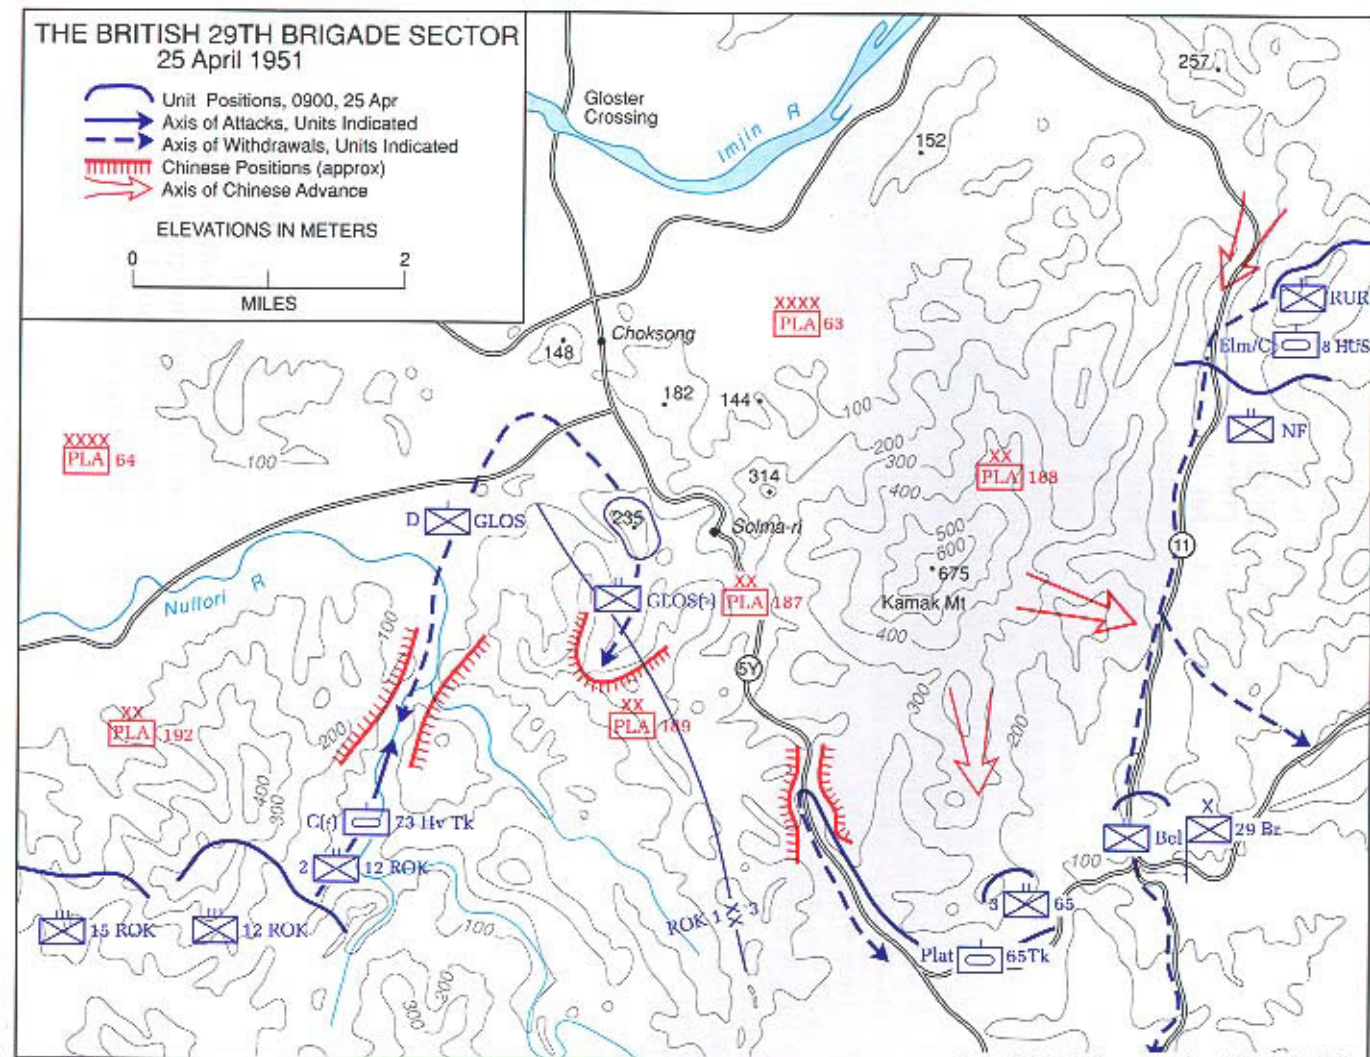 THE BRITISH 29TH BRIGADE SECTOR
25 April 1951
Unit Positions, 0900, 25 Apr
Axis of Attacks, Units Indicated
Axis of Withdrawals, Units Indicated
Chinese Positions (approx)
Axis of Chinese Advance
ELEVATIONS IN METERS
0 2
MILES
Gloster
Crossing
Imjin R
257
152
RUR
Elm/C 8 HUS
NF
XXXX
PLA 63
Choksong
148
182
144
100
200
300
400
XXXX
PLA 64
100
XX
PLA 188
314
500
600
675
Kamak Mt
400
D GLOS
235
Solma-ri
11
Nullori R
GLOS(-)
XX
PLA 187
100
5Y
300
200
XX
PLA 192
200
XX
PLA 189
400
300
C(-) 73 Hv Tk
2 12 ROK
Bel
X
29 Br
100
15 ROK
12 ROK
100
ROK 1 XX 3
3 65
Plat 65Tk
200
300